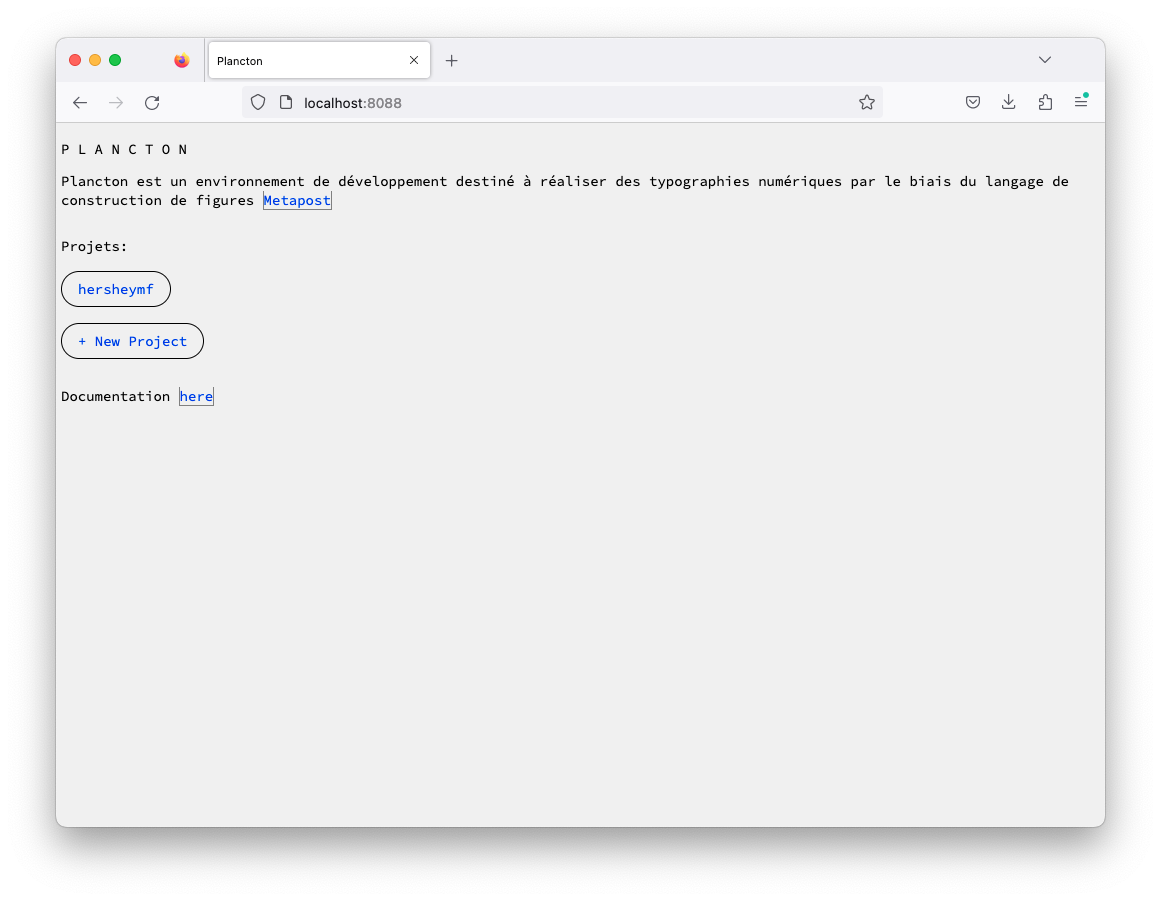 Plancton
localhost:8088
P L A N C T O N
Plancton est un environnement de développement destiné à réaliser des typographies numériques par le biais du langage de
construction de figures Metapost
Projets:
hersheymf
+ New Project
Documentation here